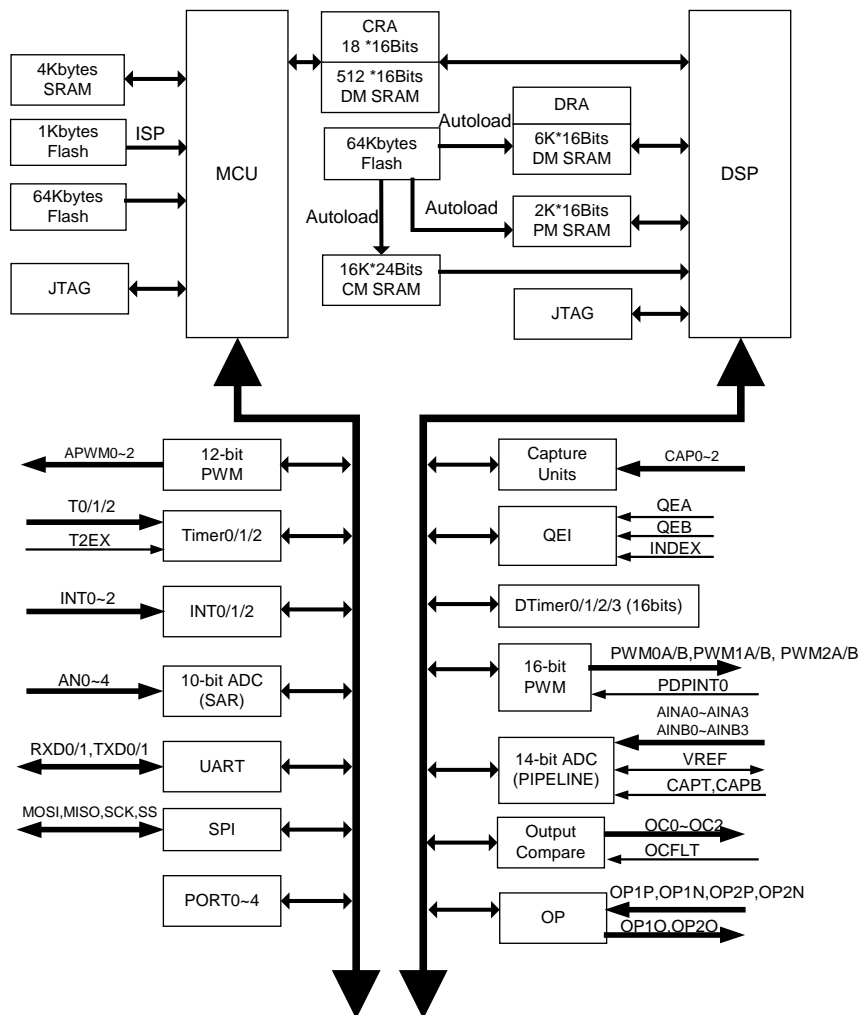 CRA
18 *16Bits
512 *16Bits
DM SRAM
4Kbytes
SRAM
1Kbytes
Flash
ISP
64Kbytes
Flash
JTAG
MCU
64Kbytes
Flash
Autoload
Autoload
Autoload
DRA
6K*16Bits
DM SRAM
2K*16Bits
PM SRAM
16K*24Bits
CM SRAM
JTAG
DSP
APWM0~2
12-bit
PWM
T0/1/2
T2EX
Timer0/1/2
INT0~2
INT0/1/2
AN0~4
10-bit ADC
(SAR)
RXD0/1,TXD0/1
UART
MOSI,MISO,SCK,SS
SPI
PORT0~4
Capture
Units
CAP0~2
QEI
QEA
QEB
INDEX
DTimer0/1/2/3 (16bits)
16-bit
PWM
PWM0A/B,PWM1A/B, PWM2A/B
PDPINT0
14-bit ADC
(PIPELINE)
AINA0~AINA3
AINB0~AINB3
VREF
CAPT,CAPB
Output
Compare
OC0~OC2
OCFLT
OP
OP1P,OP1N,OP2P,OP2N
OP1O,OP2O